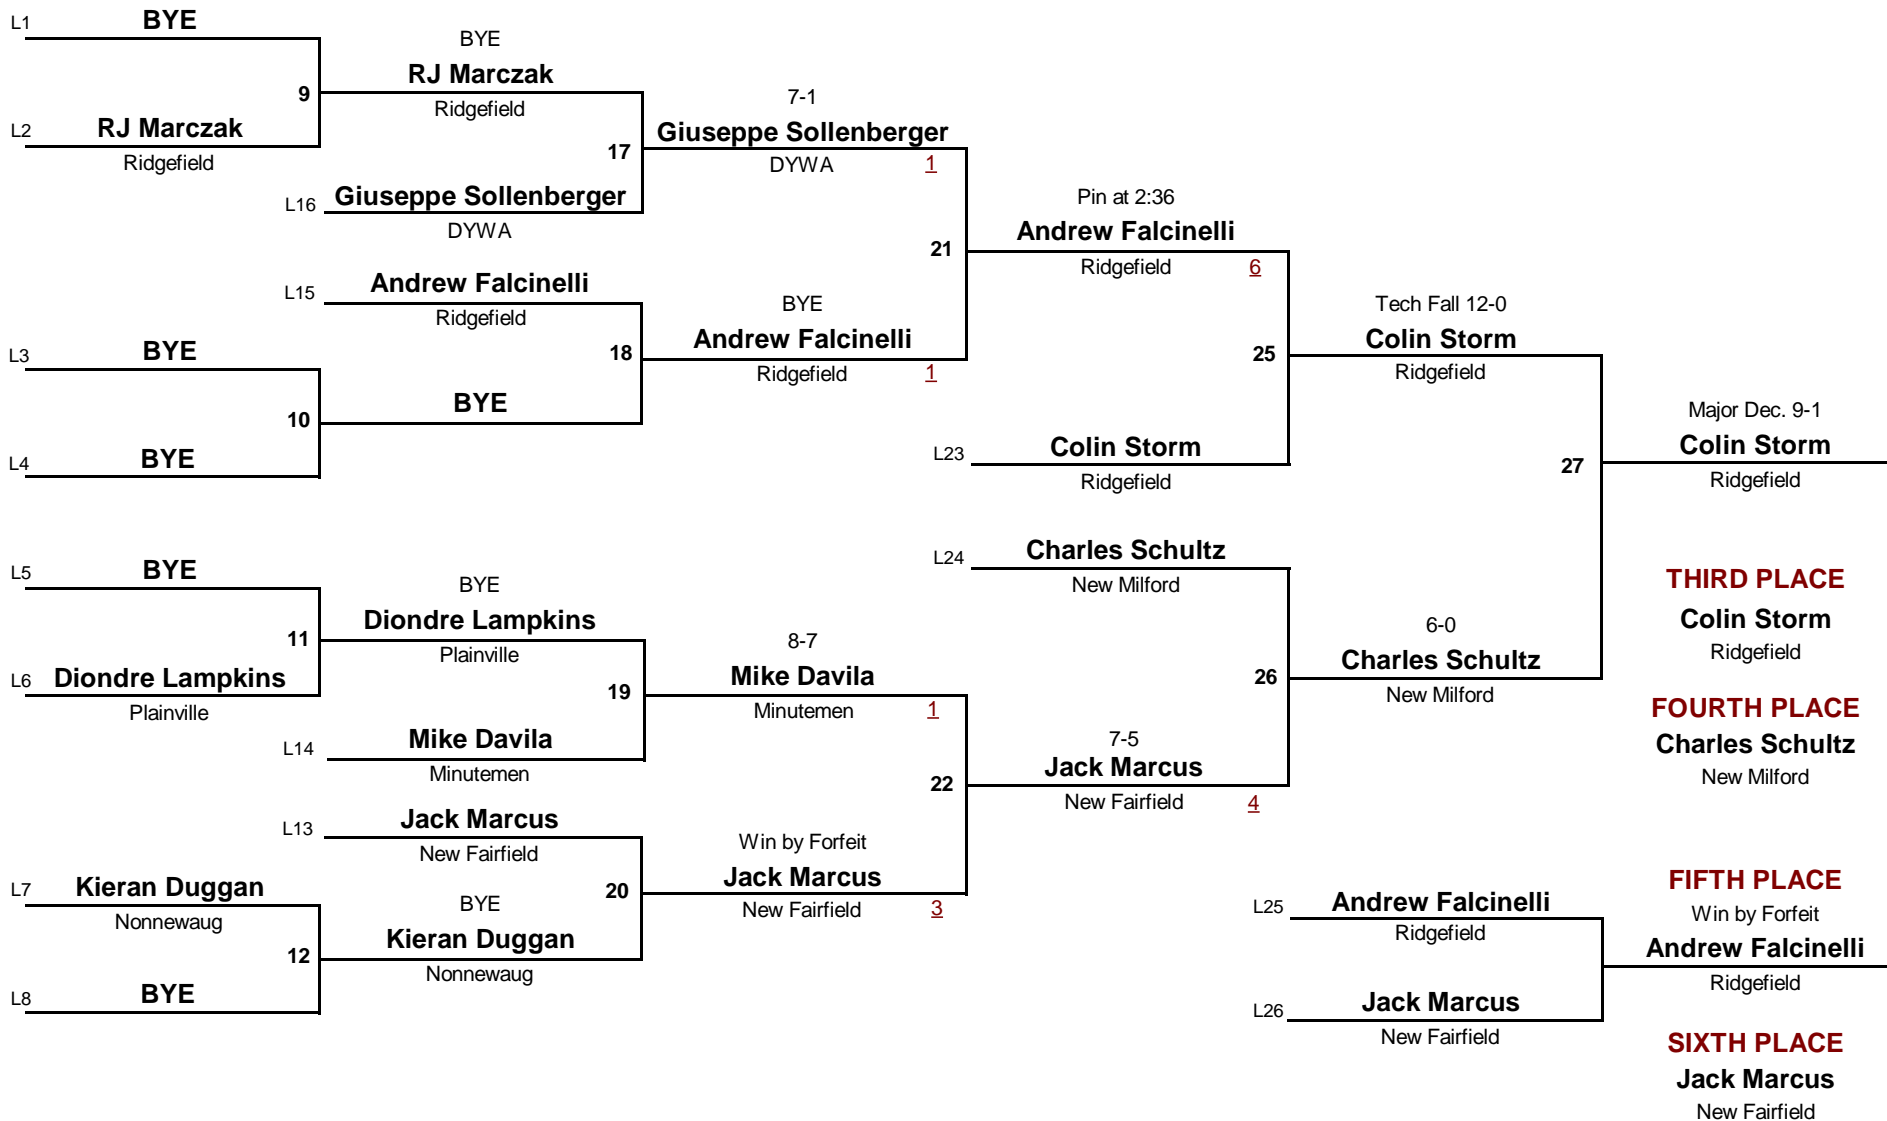 L1 BYE
9
L2 RJ Marczak
Ridgefield
BYE
RJ Marczak
Ridgefield
17
L16 Giuseppe Sollenberger
DYWA
7-1
Giuseppe Sollenberger
DYWA 1
L15 Andrew Falcinelli
Ridgefield
18
L3 BYE
10
L4 BYE
BYE
BYE
Andrew Falcinelli
Ridgefield 1
21
Pin at 2:36
Andrew Falcinelli
Ridgefield 6
25
L23 Colin Storm
Ridgefield
Tech Fall 12-0
Colin Storm
Ridgefield
27
Major Dec. 9-1
Colin Storm
Ridgefield
L5 BYE
11
L6 Diondre Lampkins
Plainville
BYE
Diondre Lampkins
Plainville
19
L14 Mike Davila
Minutemen
8-7
Mike Davila
Minutemen 1
22
L13 Jack Marcus
New Fairfield
20
L7 Kieran Duggan
Nonnewaug
12
L8 BYE
BYE
Kieran Duggan
Nonnewaug
Win by Forfeit
Jack Marcus
New Fairfield 3
L24 Charles Schultz
New Milford
26
7-5
Jack Marcus
New Fairfield 4
6-0
Charles Schultz
New Milford
THIRD PLACE
Colin Storm
Ridgefield
FOURTH PLACE
Charles Schultz
New Milford
L25 Andrew Falcinelli
Ridgefield
L26 Jack Marcus
New Fairfield
FIFTH PLACE
Win by Forfeit
Andrew Falcinelli
Ridgefield
SIXTH PLACE
Jack Marcus
New Fairfield